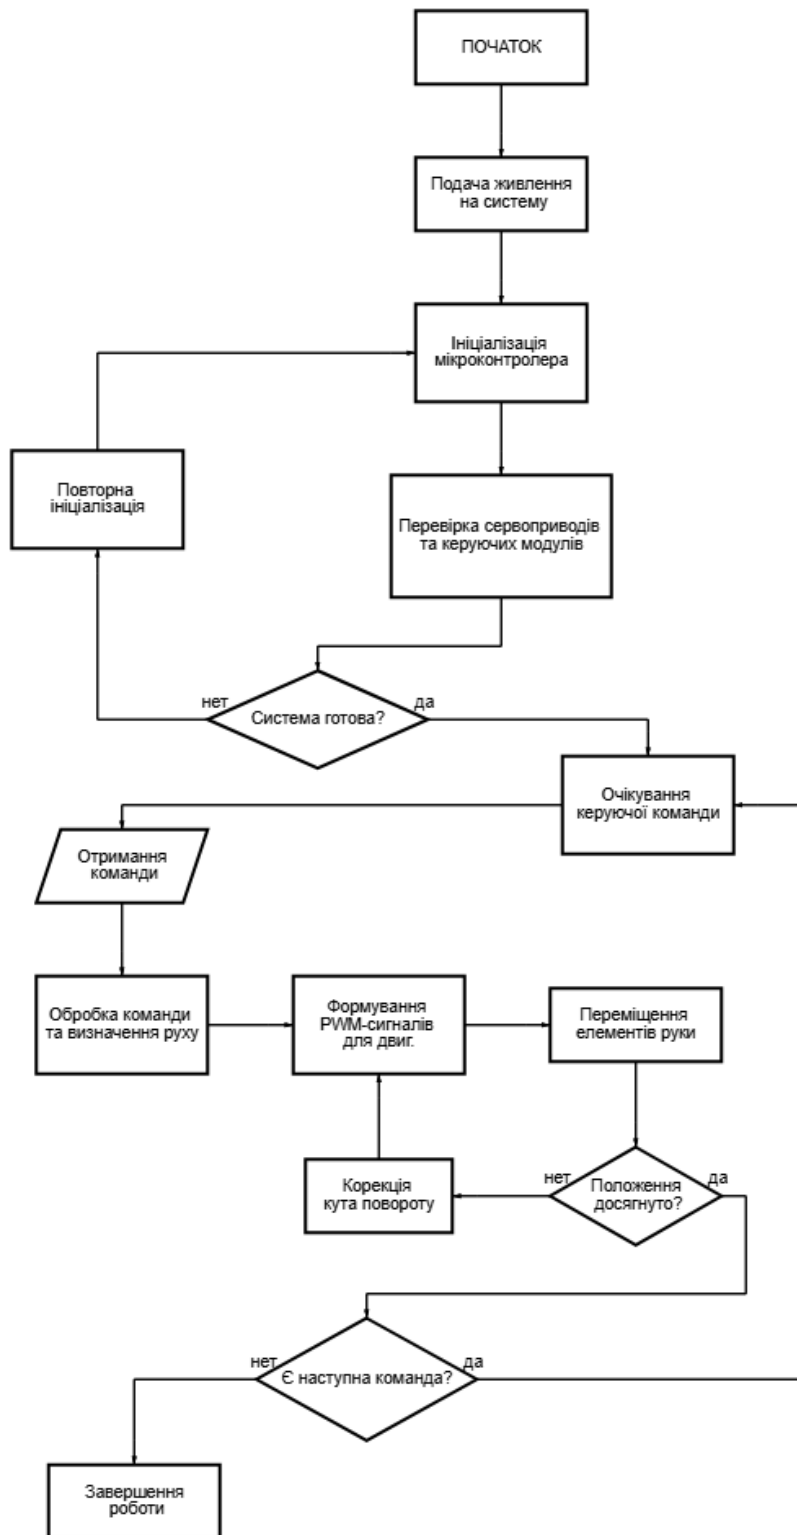 ПОЧАТОК
Подача живлення
на систему
Ініціалізація
мікроконтролера
Повторна
ініціалізація
Перевірка сервоприводів
та керуючих модулів
нет
да
Система готова?
Очікування
керуючої команди
Отримання
команди
Обробка команди
та визначення руху
Формування
PWM-сигналів
для двиг.
Переміщення
елементів руки
Корекція
кута повороту
нет
да
Положення
досягнуто?
нет
да
Є наступна команда?
Завершення
роботи